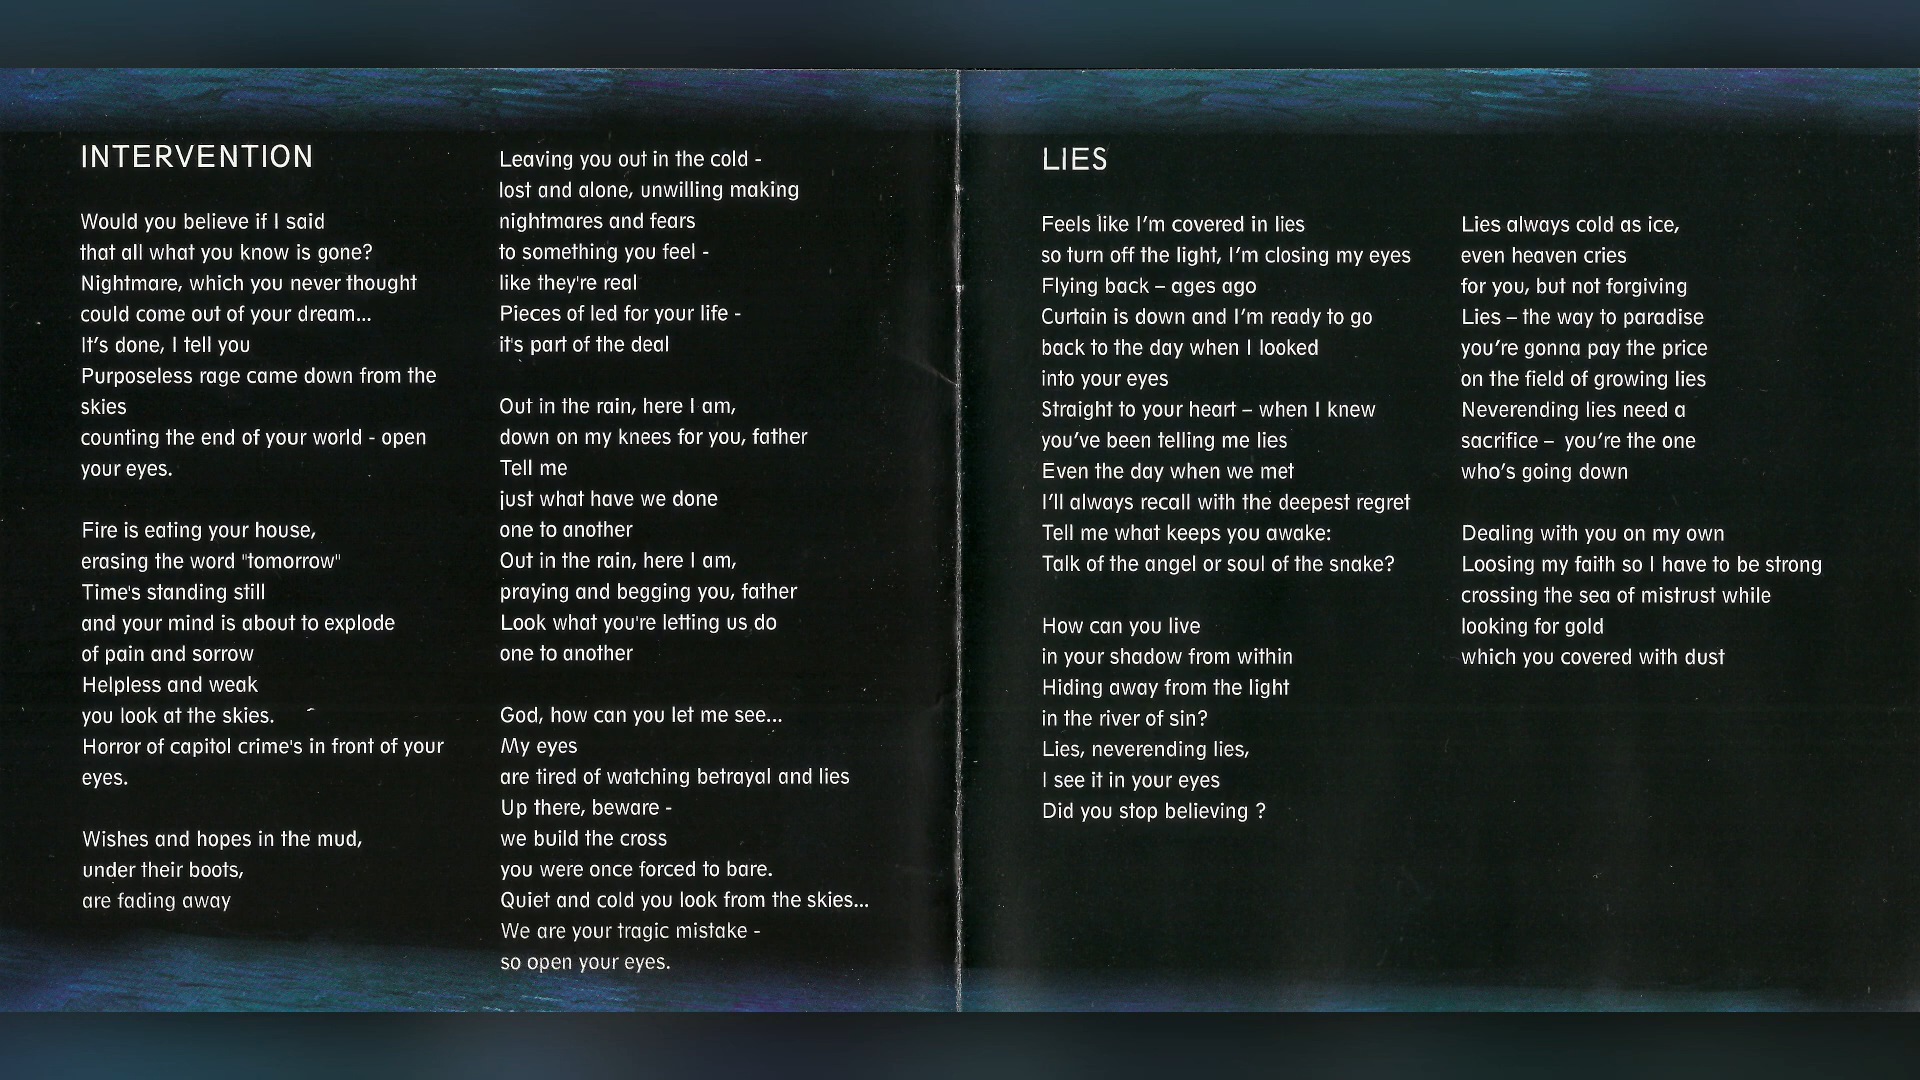 INTERVENTION
Would you believe if I said
that all what you know is gone?
Nightmare, which you never thought
could come out of your dream...
It's done, I tell you
Purposeless rage came down from the
skies
counting the end of your world - open
your eyes.
Fire is eating your house,
erasing the word "tomorrow"
Time's standing still
and your mind is about to explode
of pain and sorrow
Helpless and weak
you look at the skies.
Horror of capitol crime's in front of your
eyes.
Wishes and hopes in the mud,
under their boots,
are fading away
Leaving you out in the cold -
lost and alone, unwilling making
nightmares and fears
to something you feel -
like they're real
Pieces of led for your life -
it's part of the deal
Out in the rain, here I am,
down on my knees for you, father
Tell me
just what have we done
one to another
Out in the rain, here I am,
praying and begging you, father
Look what you're letting us do
one to another
God, how can you let me see...
My eyes
are tired of watching betrayal and lies
Up there, beware -
we build the cross
you were once forced to bare.
Quiet and cold you look from the skies...
We are your tragic mistake -
so open your eyes.
LIES
Feels like I'm covered in lies
so turn off the light, I'm closing my eyes
Flying back – ages ago
Curtain is down and I'm ready to go
back to the day when I looked
into your eyes
Straight to your heart – when I knew
you've been telling me lies
Even the day when we met
I'll always recall with the deepest regret
Tell me what keeps you awake:
Talk of the angel or soul of the snake?
How can you live
in your shadow from within
Hiding away from the light
in the river of sin?
Lies, neverending lies,
I see it in your eyes
Did you stop believing ?
Lies always cold as ice,
even heaven cries
for you, but not forgiving
Lies – the way to paradise
you're gonna pay the price
on the field of growing lies
Neverending lies need a
sacrifice – you're the one
who's going down
Dealing with you on my own
Loosing my faith so I have to be strong
crossing the sea of mistrust while
looking for gold
which you covered with dust